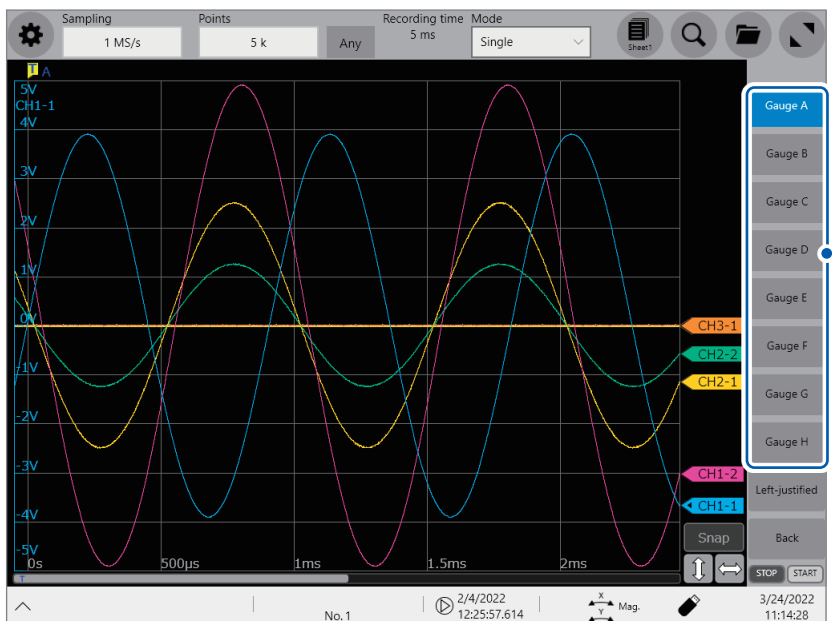 Sampling
1 MS/s
Points
5 k
Any
Recording time
5 ms
Mode
Single
Sheet1
T A
5V
CH1-1
4V
3V
2V
1V
0V
-1V
-2V
-3V
-4V
-5V
0s
500µs
1ms
1.5ms
2ms
T
CH3-1
CH2-2
CH2-1
CH1-2
CH1-1
Snap
Gauge A
Gauge B
Gauge C
Gauge D
Gauge E
Gauge F
Gauge G
Gauge H
Left-justified
Back
STOP START
No. 1
2/4/2022
12:25:57.614
X
Y
Mag.
3/24/2022
11:14:28